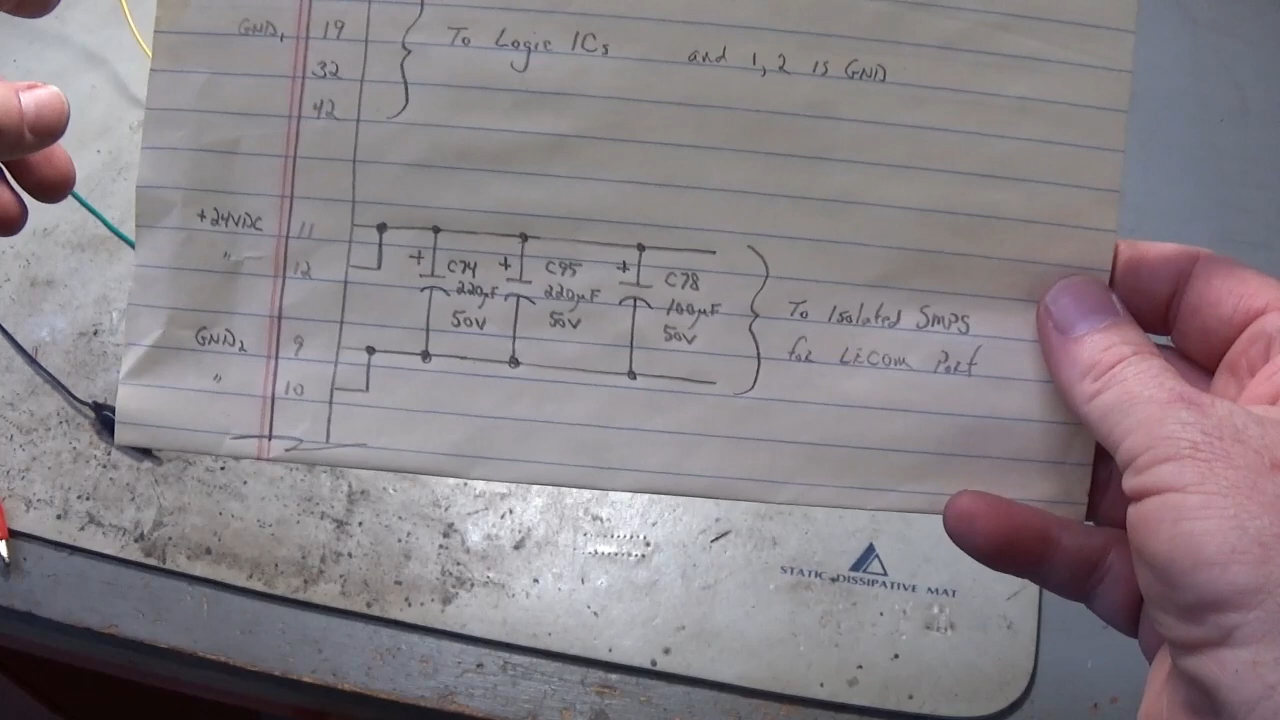 GND, 19
To Logic ICs and 1, 2 is GND
32
42
+24VDC 11
" 12
+ C74 220µF 50V
+ C95 220µF 50V
+ C78 100µF 50V
To Isolated SMPS
for LECOM Port
GND2 9
" 10
STATIC-DISSIPATIVE MAT